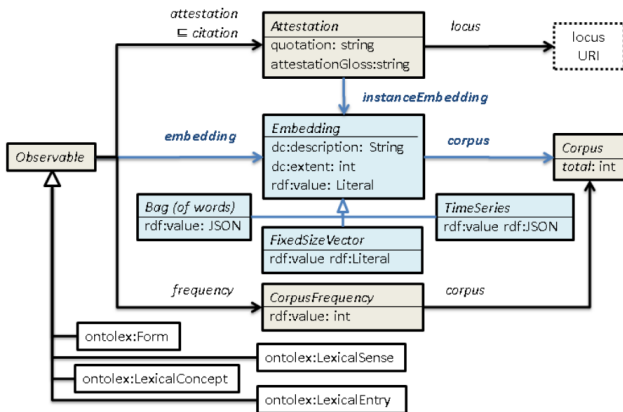 attestation
⊑ citation
Attestation
quotation: string
attestationGloss:string
locus
locus
URI
instanceEmbedding
Observable
embedding
Embedding
dc:description: String
dc:extent: int
rdf:value: Literal
corpus
Corpus
total: int
Bag (of words)
rdf:value: JSON
TimeSeries
rdf:value rdf:JSON
FixedSizeVector
rdf:value rdf:Literal
frequency
CorpusFrequency
rdf:value: int
corpus
ontolex:Form
ontolex:LexicalSense
ontolex:LexicalConcept
ontolex:LexicalEntry